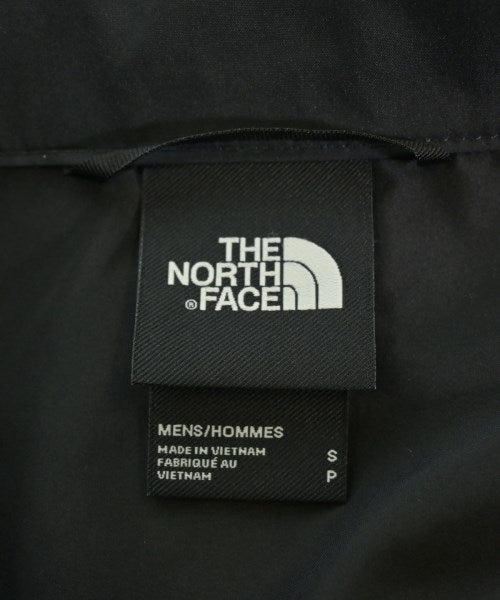 THE
NORTH
® FACE
MENS/HOMMES
MADE IN VIETNAM
FABRIQUÉ AU
VIETNAM
S
P